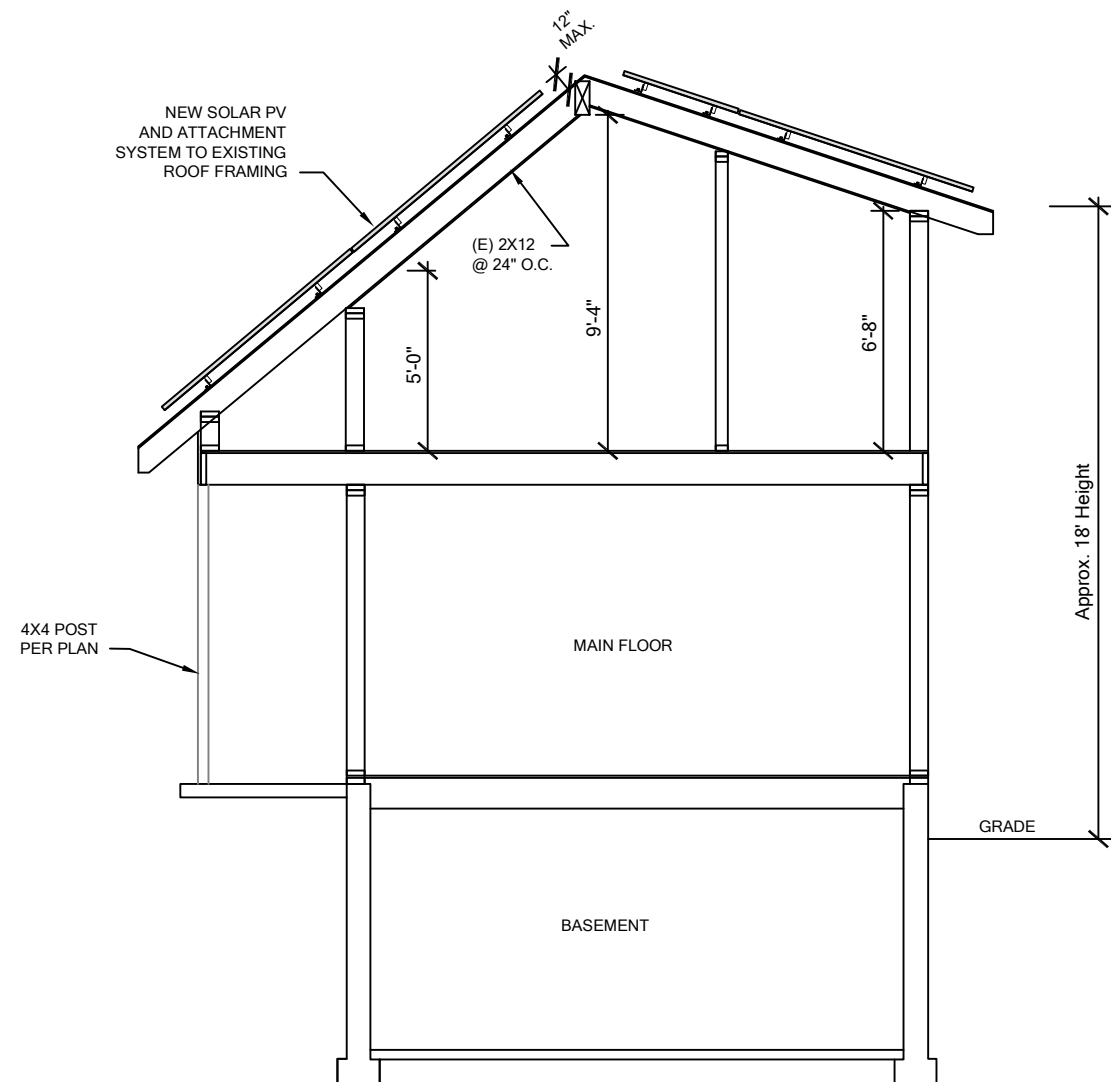 12"
MAX.
NEW SOLAR PV
AND ATTACHMENT
SYSTEM TO EXISTING
ROOF FRAMING
(E) 2X12
@ 24" O.C.
5'-0"
9'-4"
6'-8"
Approx. 18' Height
4X4 POST
PER PLAN
MAIN FLOOR
GRADE
BASEMENT